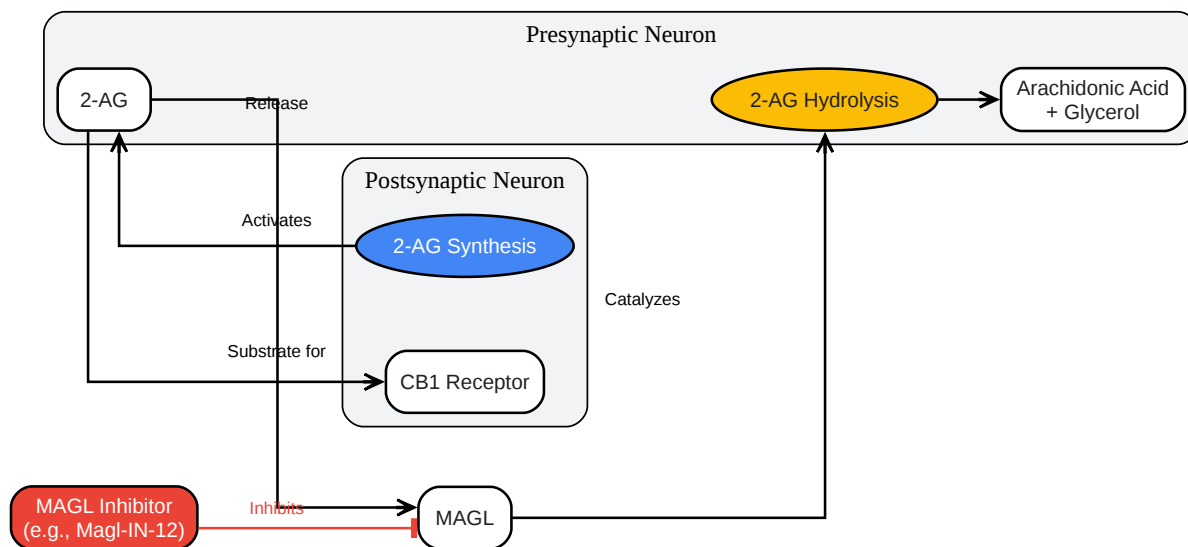 Presynaptic Neuron
2-AG
Release
2-AG Hydrolysis
Arachidonic Acid
+ Glycerol
Postsynaptic Neuron
Activates
2-AG Synthesis
Catalyzes
Substrate for
CB1 Receptor
MAGL Inhibitor
(e.g., Magl-IN-12)
Inhibits
MAGL